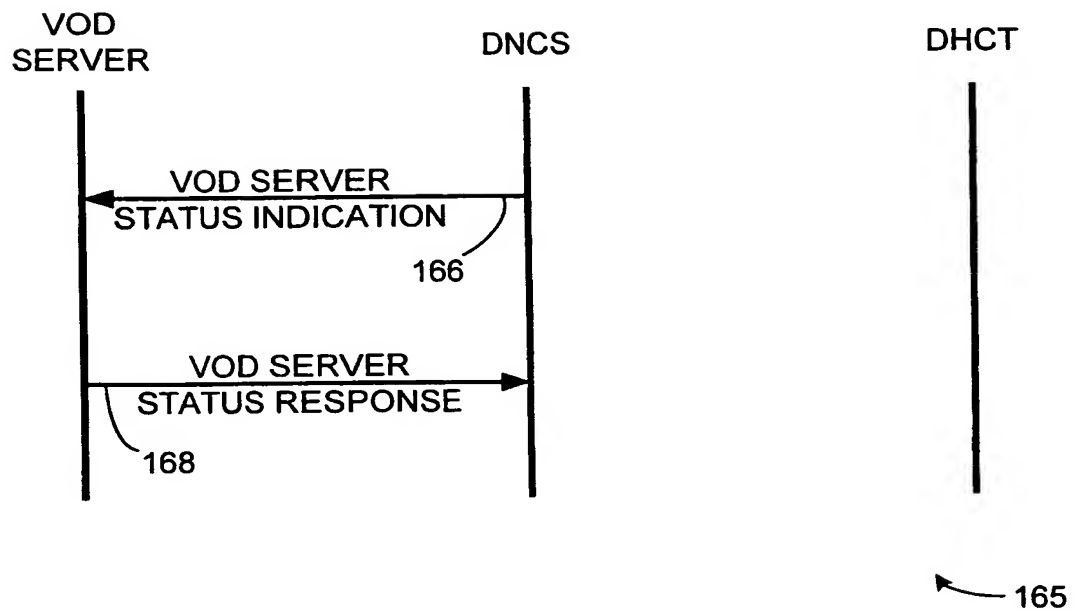 VOD
SERVER
DNCS
DHCT
VOD SERVER
STATUS INDICATION
166
VOD SERVER
STATUS RESPONSE
168
165